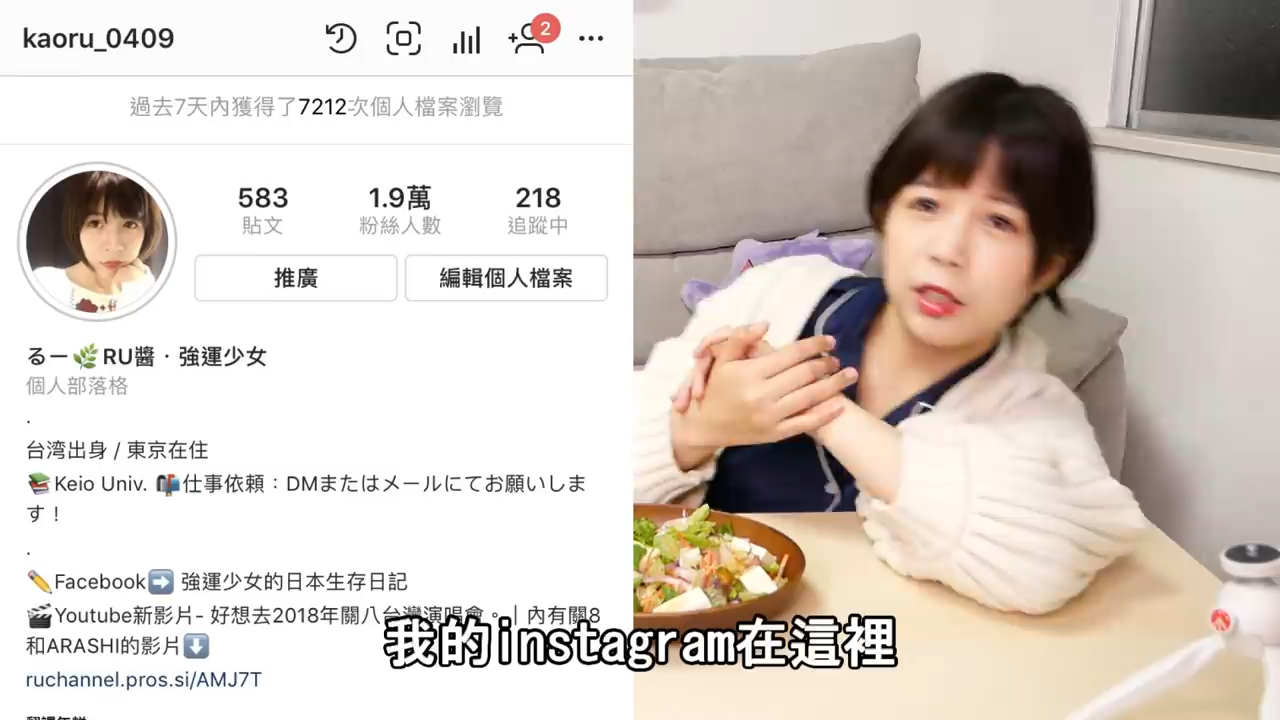 kaoru_0409
2
過去7天內獲得了7212次個人檔案瀏覽
583
貼文
1.9萬
粉絲人數
218
追蹤中
推廣
編輯個人檔案
るー🌿RU醬 · 強運少女
個人部落格
.
台湾出身 / 東京在住
📚Keio Univ. 📬仕事依頼：DMまたはメールにてお願いしま
す！
.
✏️Facebook➡️ 強運少女的日本生存日記
🎬Youtube新影片- 好想去2018年關八台灣演唱會。｜內有關8
和ARASHI的影片⬇️
ruchannel.pros.si/AMJ7T
我的instagram在這裡